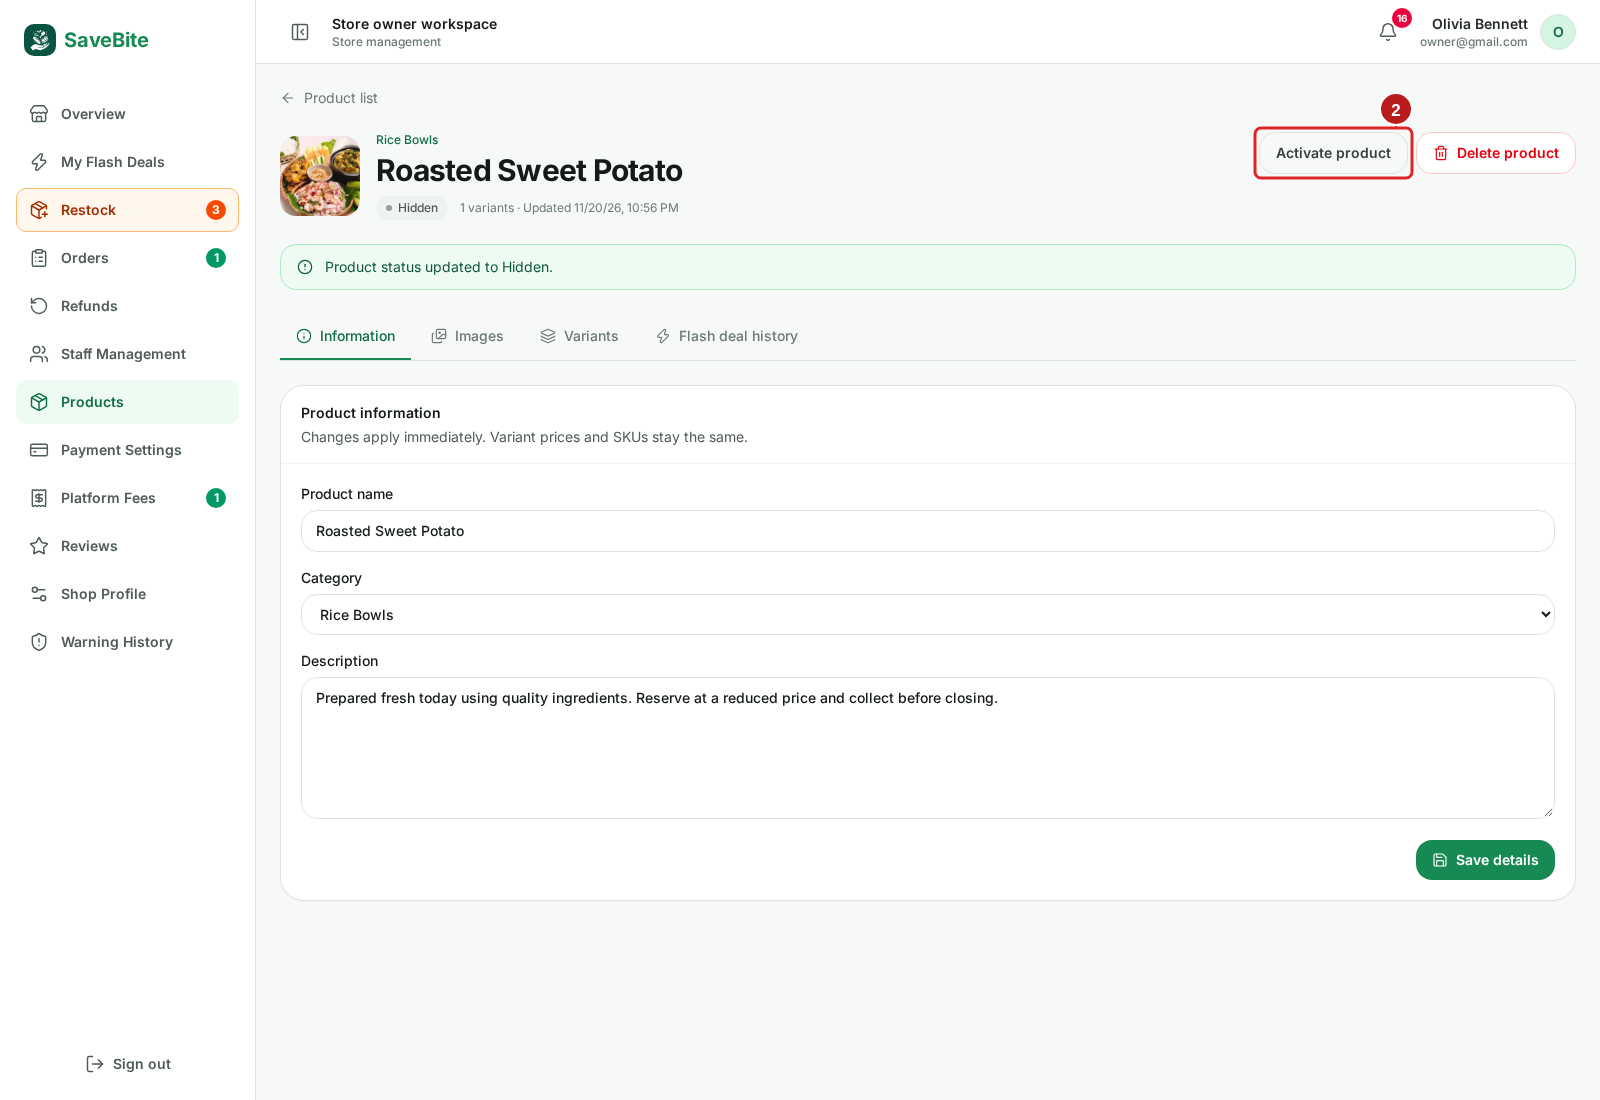 SaveBite
Store owner workspace
Store management
16
Olivia Bennett
owner@gmail.com
O
Overview
My Flash Deals
Restock
3
Orders
1
Refunds
Staff Management
Products
Payment Settings
Platform Fees
1
Reviews
Shop Profile
Warning History
Sign out
Product list
Rice Bowls
Roasted Sweet Potato
Hidden
1 variants · Updated 11/20/26, 10:56 PM
2
Activate product
Delete product
Product status updated to Hidden.
Information
Images
Variants
Flash deal history
Product information
Changes apply immediately. Variant prices and SKUs stay the same.
Product name
Roasted Sweet Potato
Category
Rice Bowls
Description
Prepared fresh today using quality ingredients. Reserve at a reduced price and collect before closing.
Save details